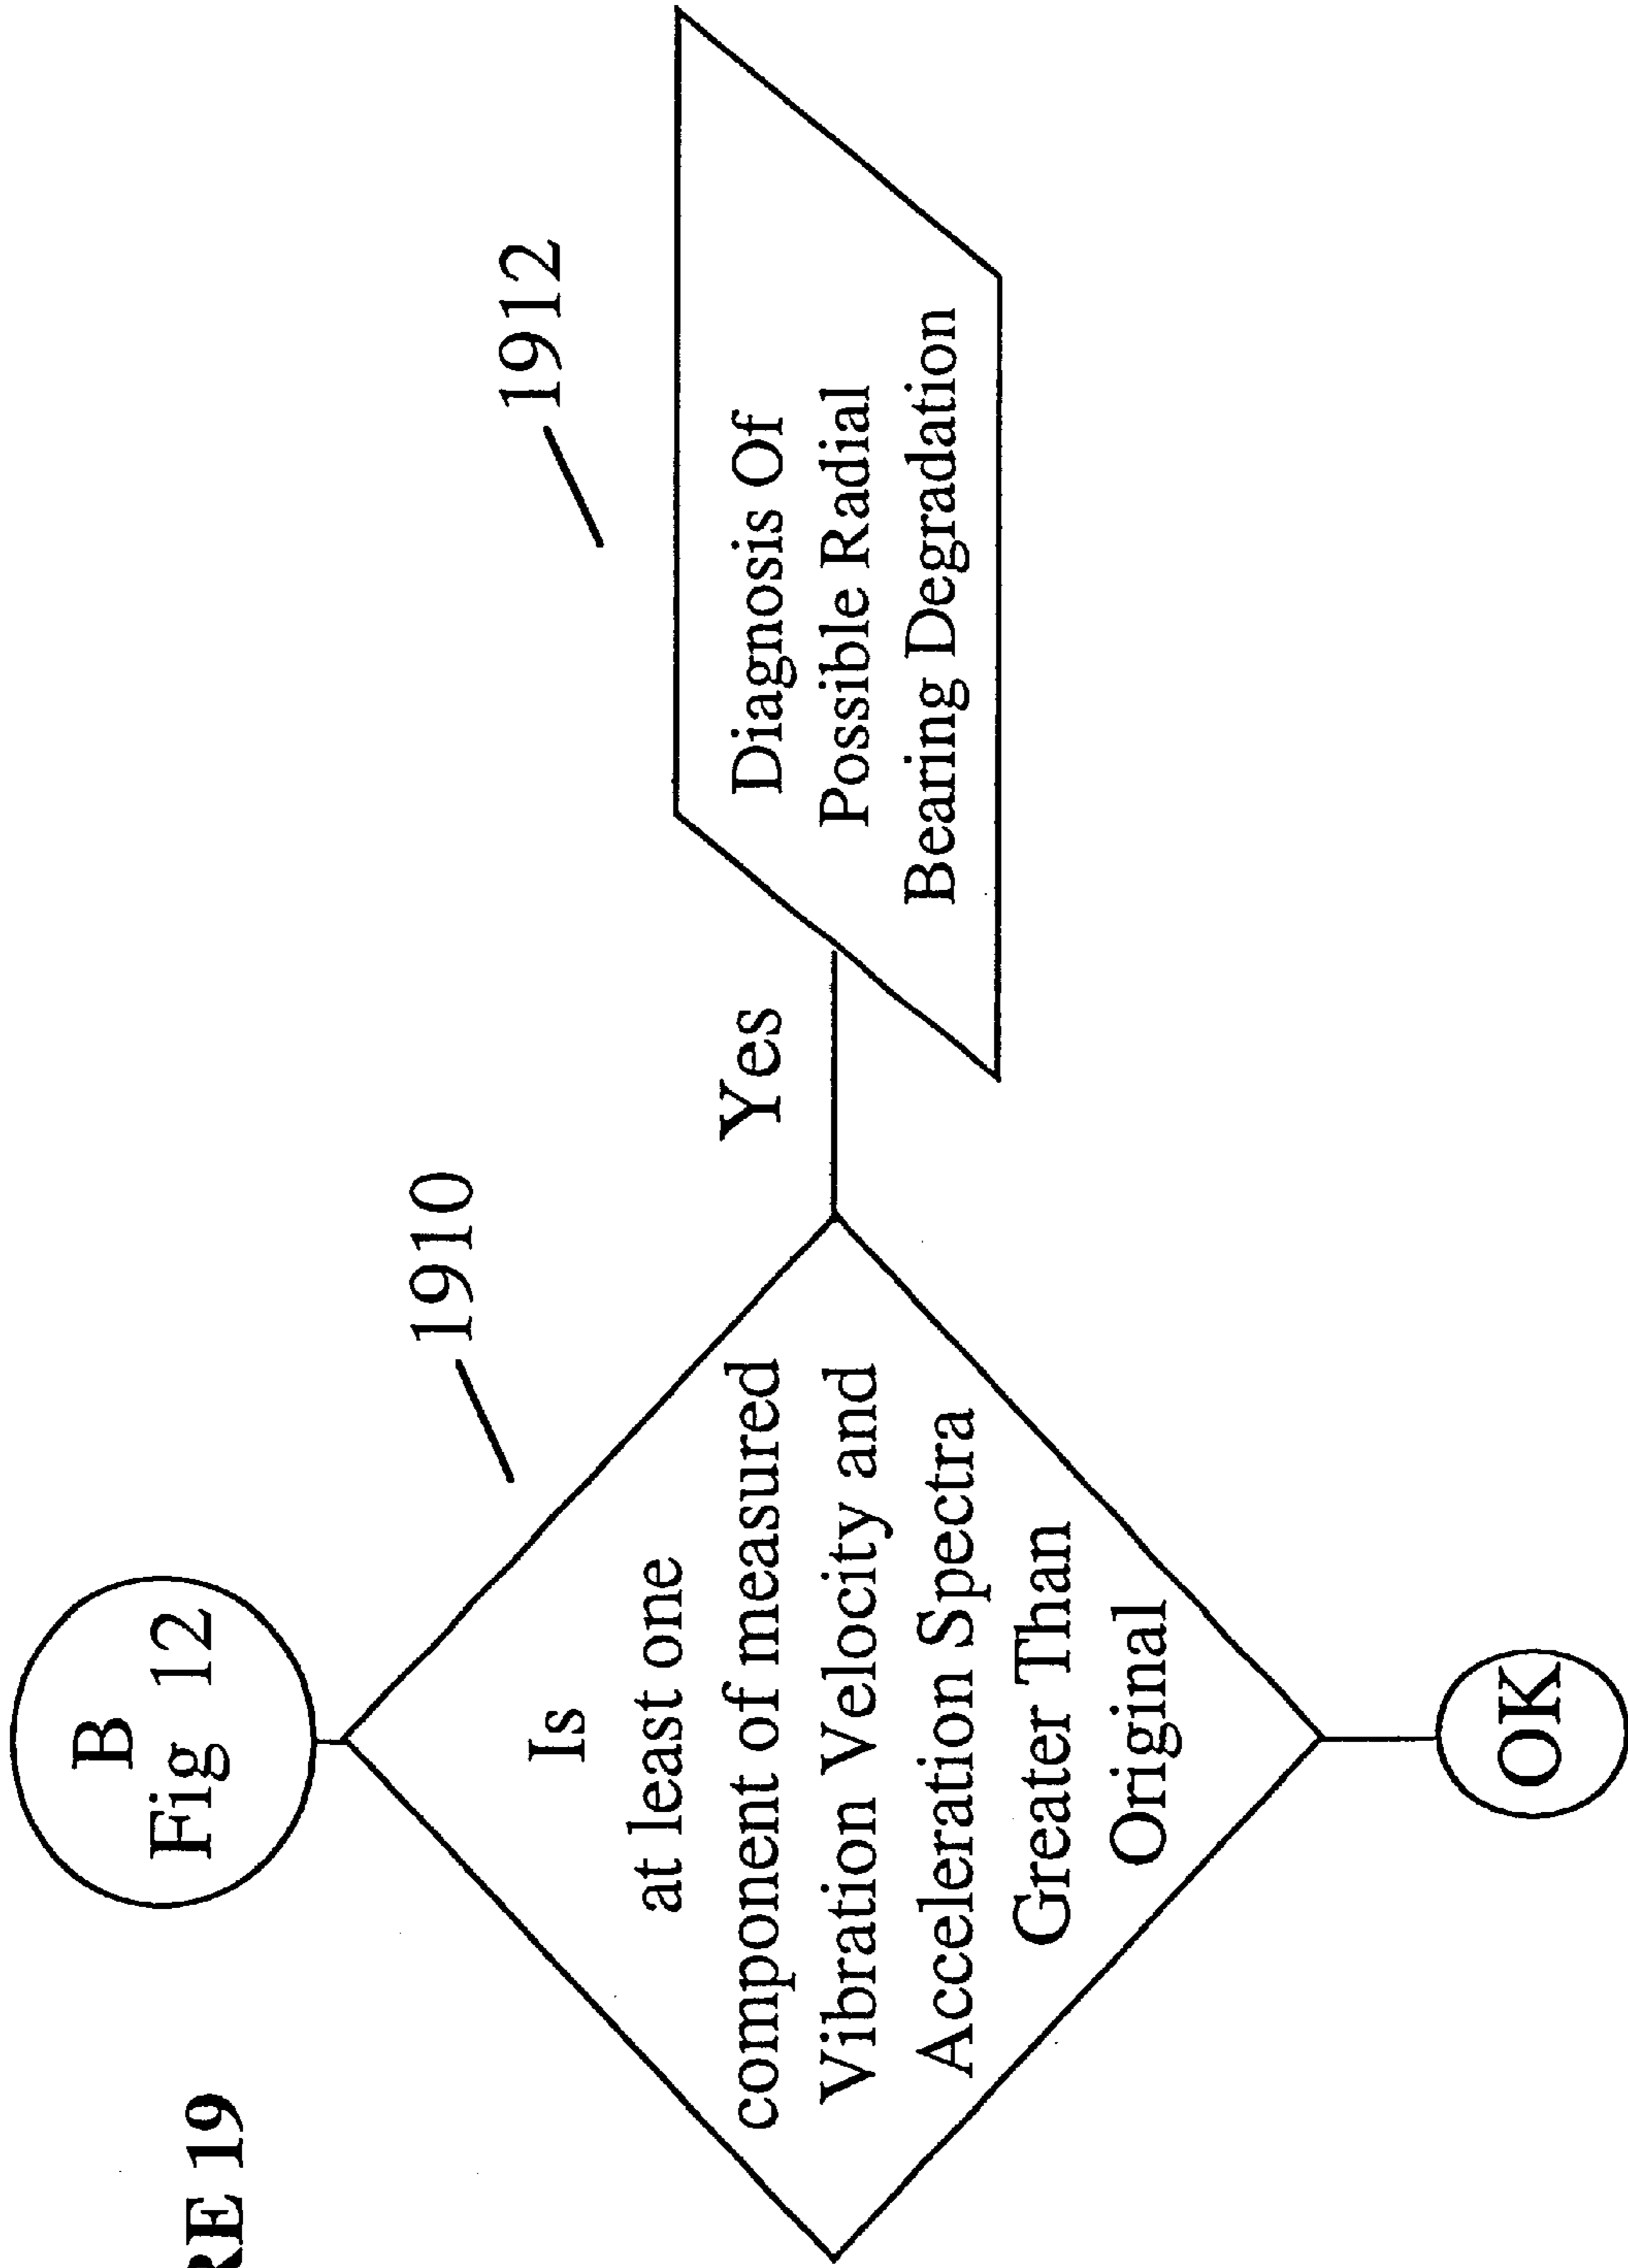 RE 19
B
Fig 12
1910
Is
at least one
component of measured
Vibration Velocity and
Acceleration Spectra
Greater Than
Original
Yes
1912
Diagnosis Of
Possible Radial
Bearing Degradation
OK